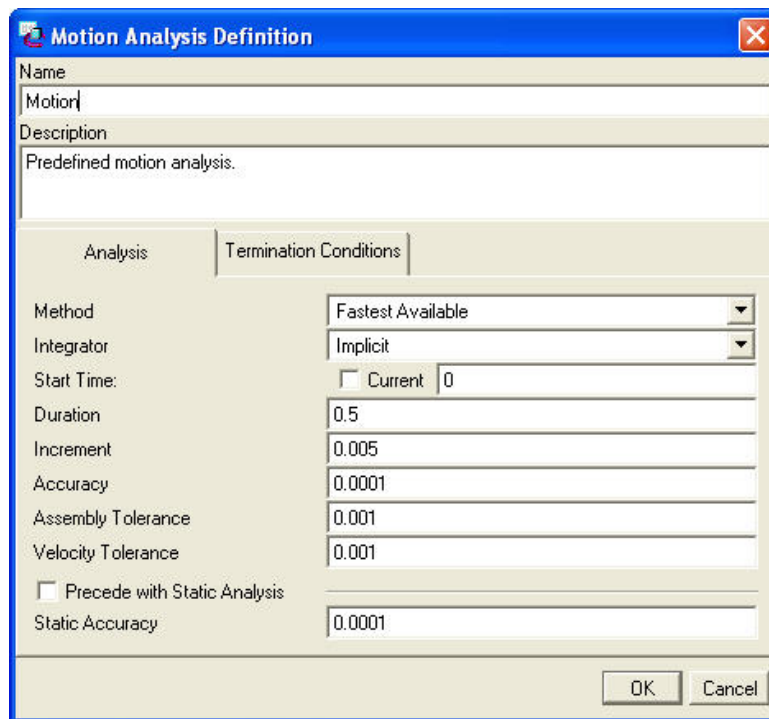 Motion Analysis Definition
Name
Motion
Description
Predefined motion analysis.
Analysis
Termination Conditions
Method
Fastest Available
Integrator
Implicit
Start Time:
Current
0
Duration
0.5
Increment
0.005
Accuracy
0.0001
Assembly Tolerance
0.001
Velocity Tolerance
0.001
Precede with Static Analysis
Static Accuracy
0.0001
OK
Cancel